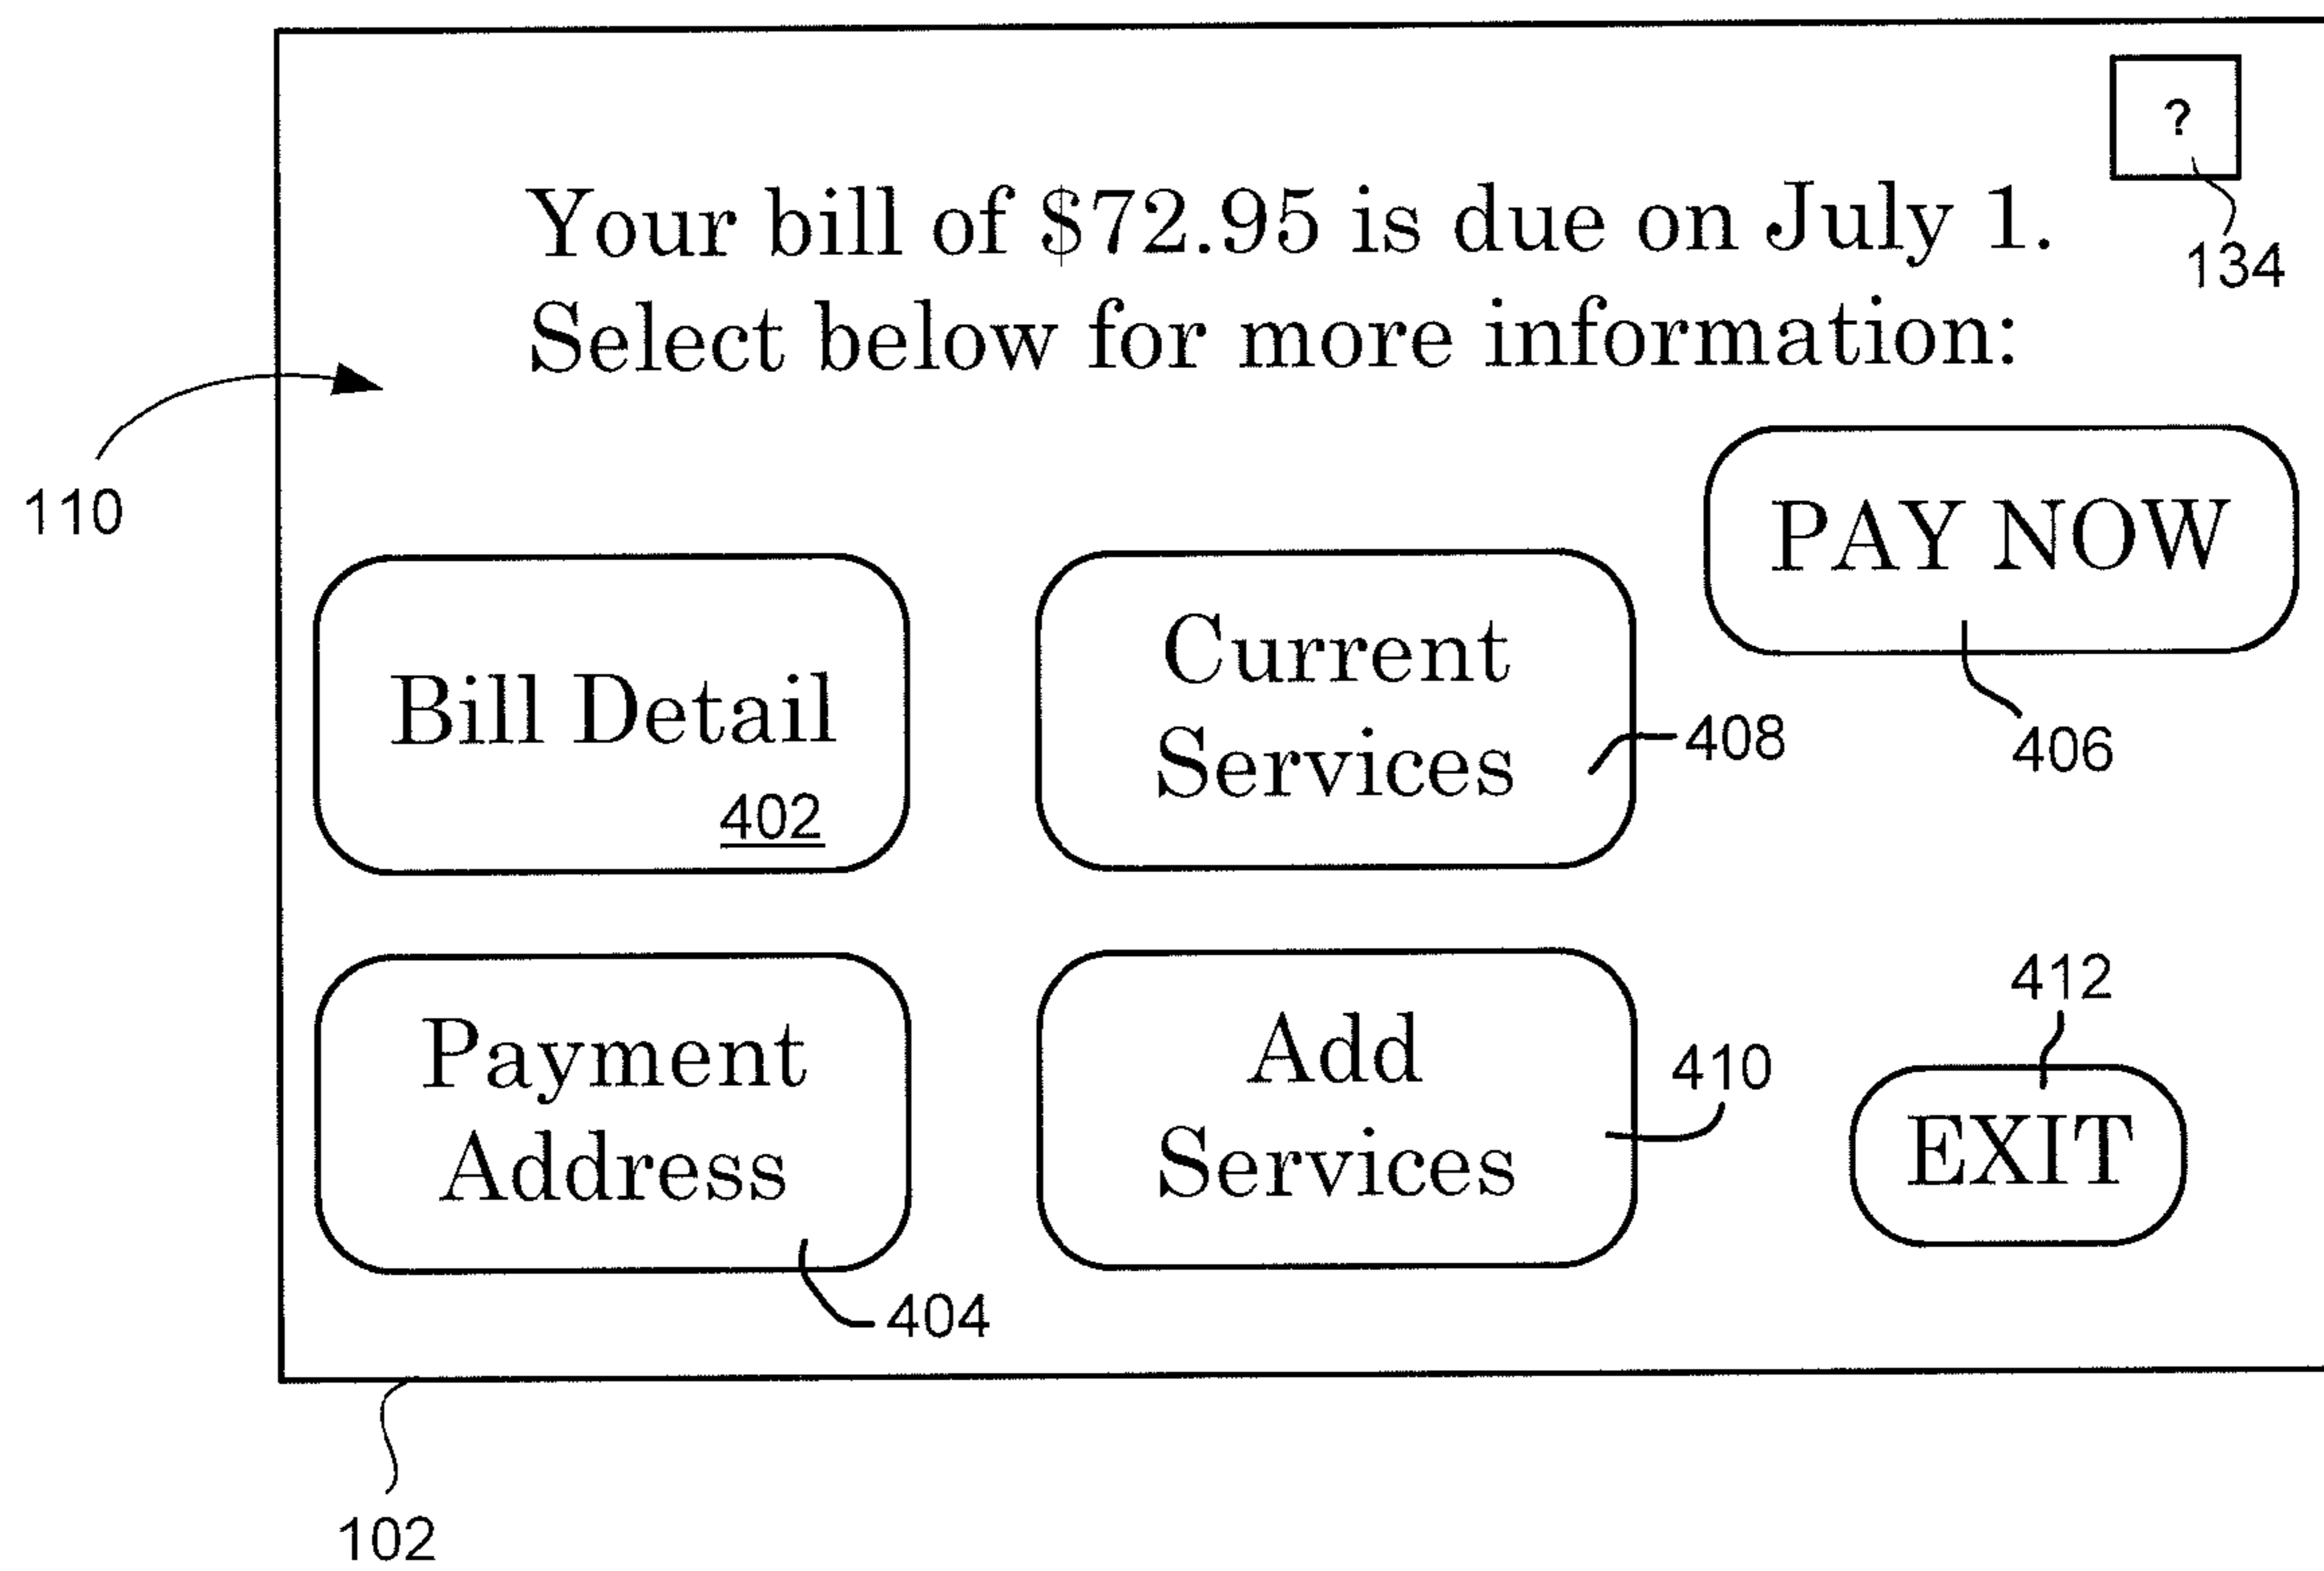 ?
134
Your bill of $72.95 is due on July 1.
Select below for more information:
110
PAY NOW
406
Bill Detail
402
Current
Services
408
Payment
Address
404
Add
Services
410
412
EXIT
102